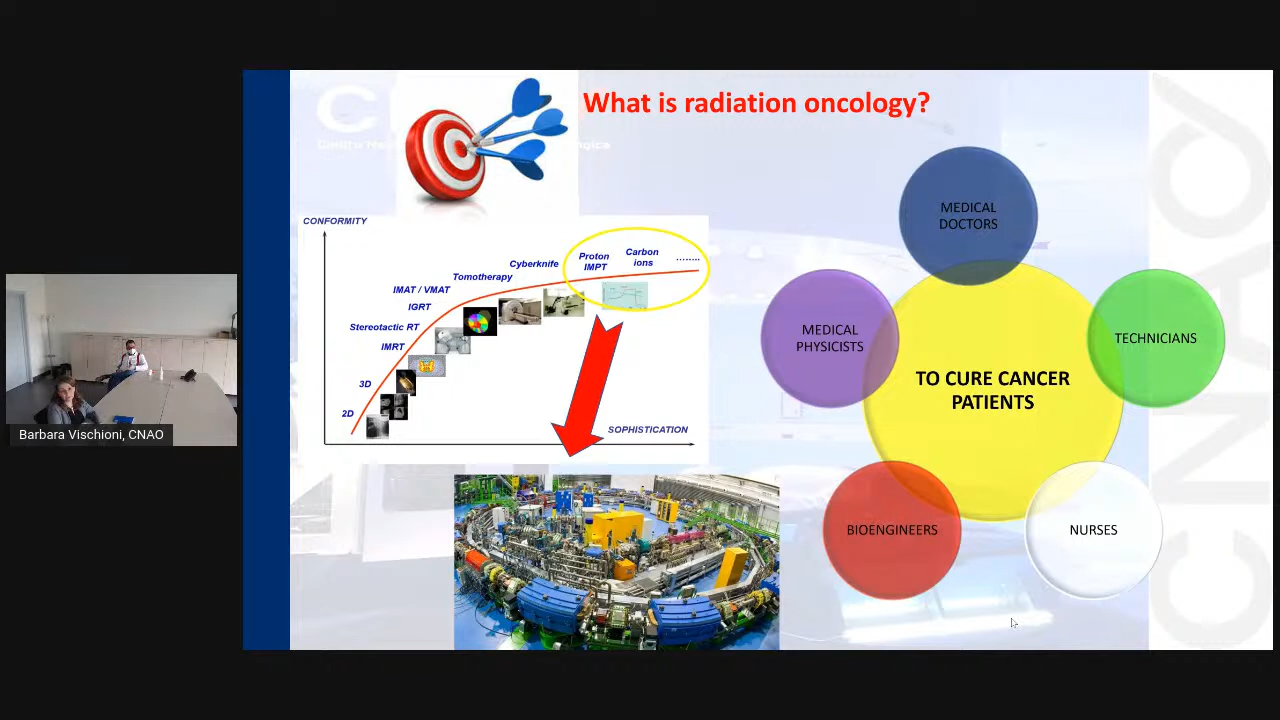 What is radiation oncology?
CONFORMITY
Carbon
ions
........
Proton
IMPT
Cyberknife
Tomotherapy
IMAT / VMAT
IGRT
Stereotactic RT
IMRT
3D
2D
SOPHISTICATION
MEDICAL
DOCTORS
MEDICAL
PHYSICISTS
TECHNICIANS
TO CURE CANCER
PATIENTS
BIOENGINEERS
NURSES
CNAO
Barbara Vischioni, CNAO